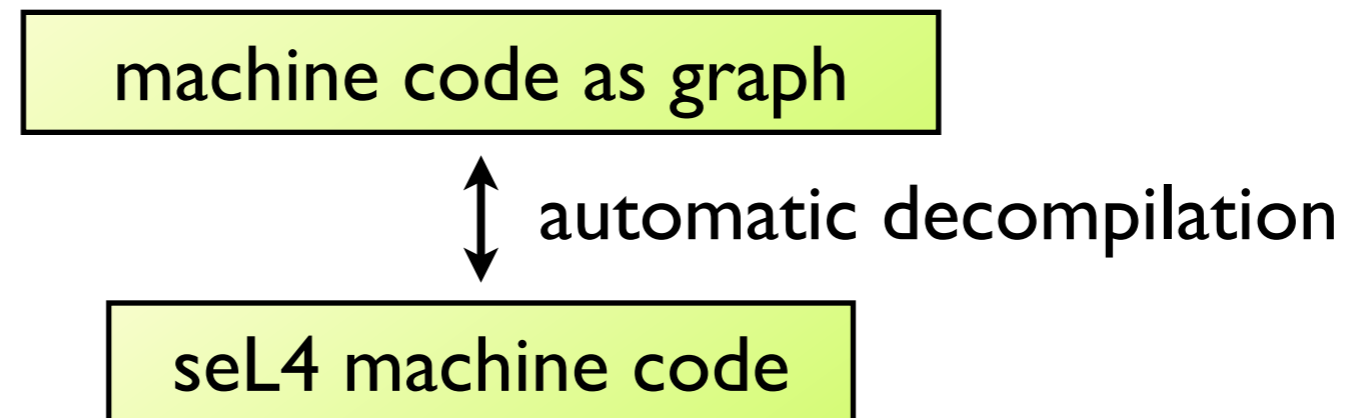 machine code as graph
automatic decompilation
seL4 machine code